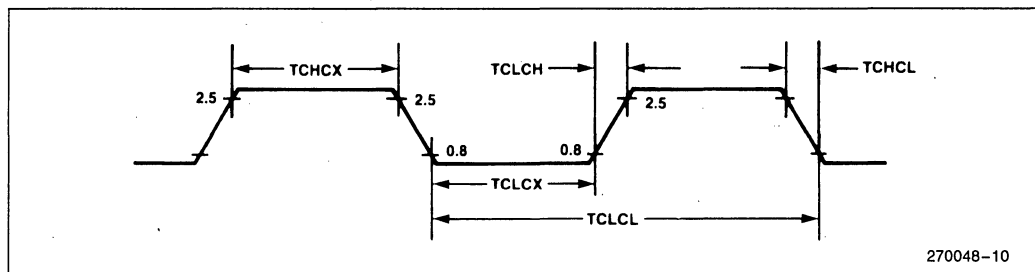 TCHCX
TCLCH
TCHCL
2.5
2.5
2.5
0.8
0.8
TCLCX
TCLCL
270048-10